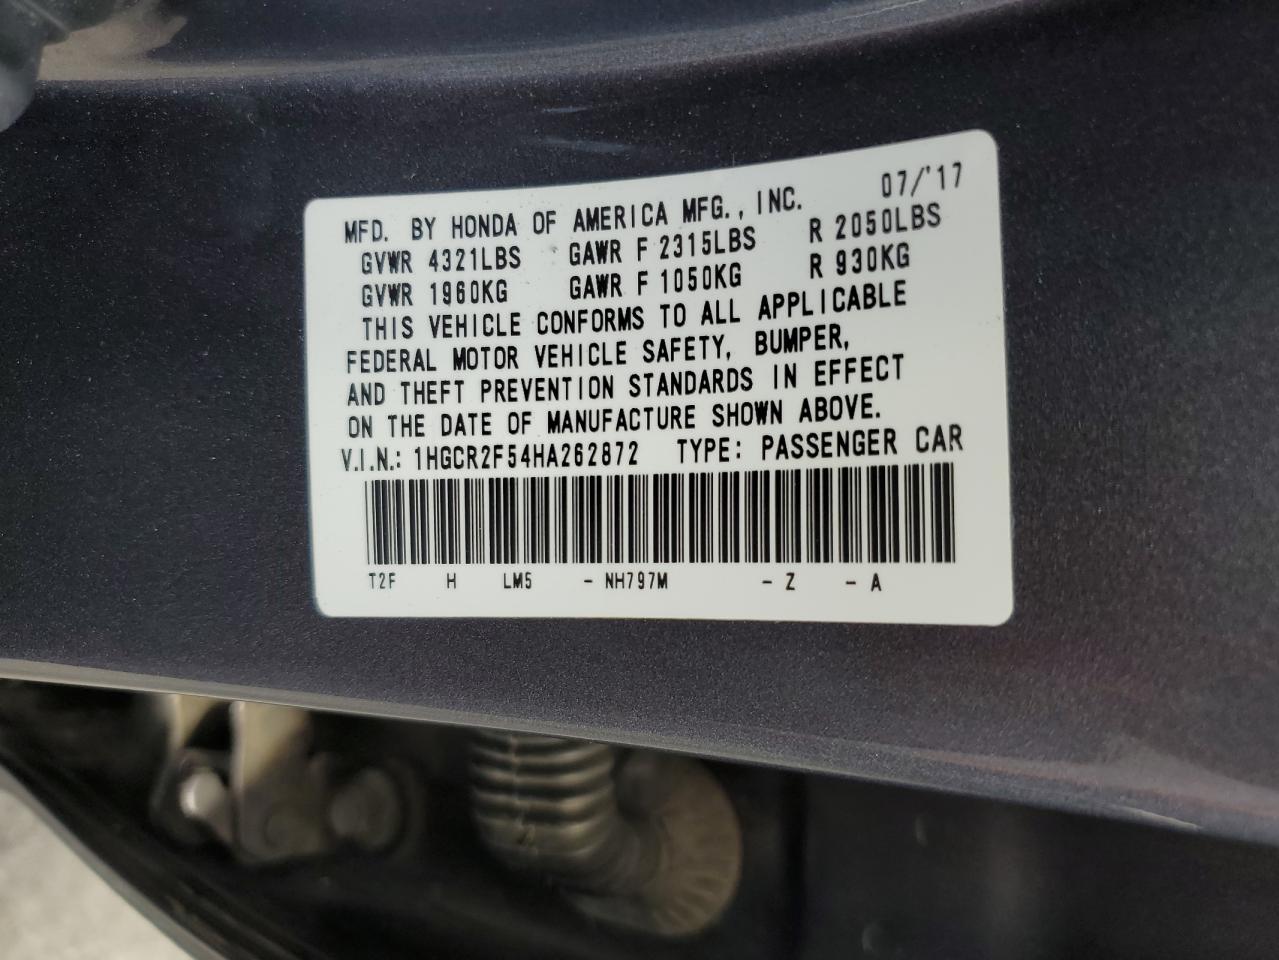 07/'17
MFD. BY HONDA OF AMERICA MFG., INC.
GVWR 4321LBS GAWR F 2315LBS R 2050LBS
GVWR 1960KG GAWR F 1050KG R 930KG
THIS VEHICLE CONFORMS TO ALL APPLICABLE
FEDERAL MOTOR VEHICLE SAFETY, BUMPER,
AND THEFT PREVENTION STANDARDS IN EFFECT
ON THE DATE OF MANUFACTURE SHOWN ABOVE.
V.I.N.: 1HGCR2F54HA262872 TYPE: PASSENGER CAR
T2F H LM5 - NH797M - Z - A